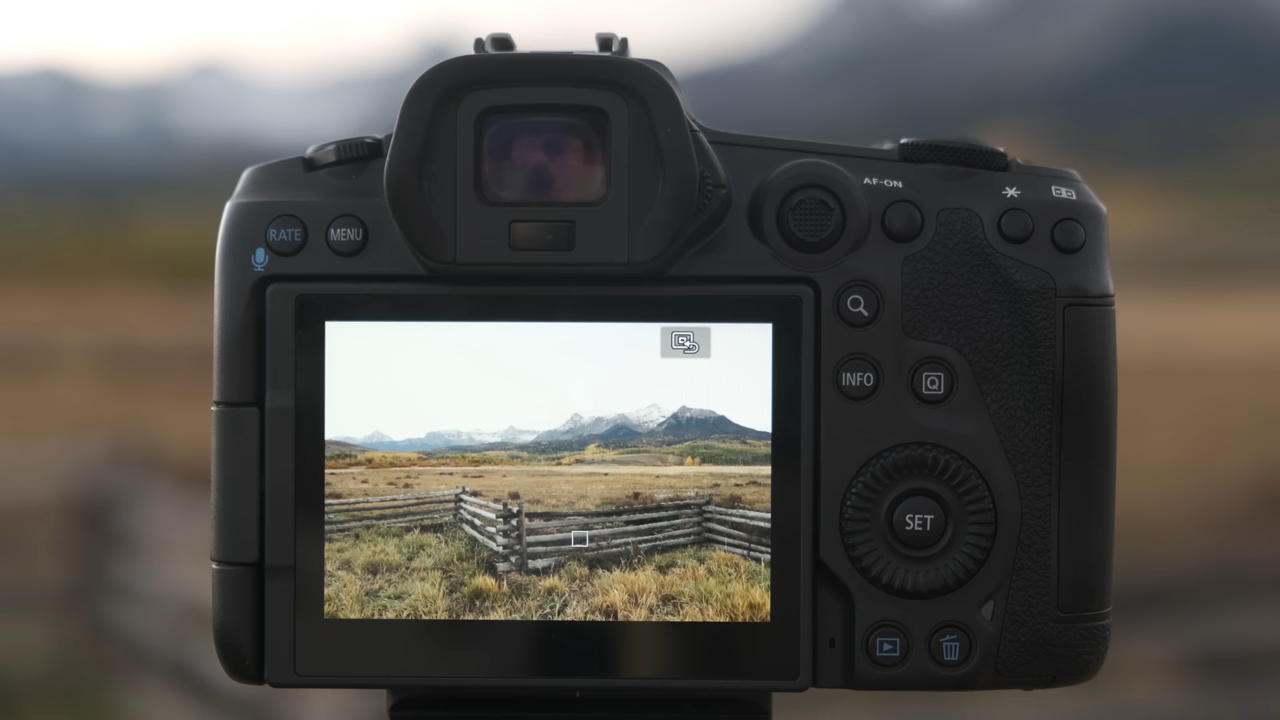 AF-ON
RATE
MENU
INFO
Q
SET